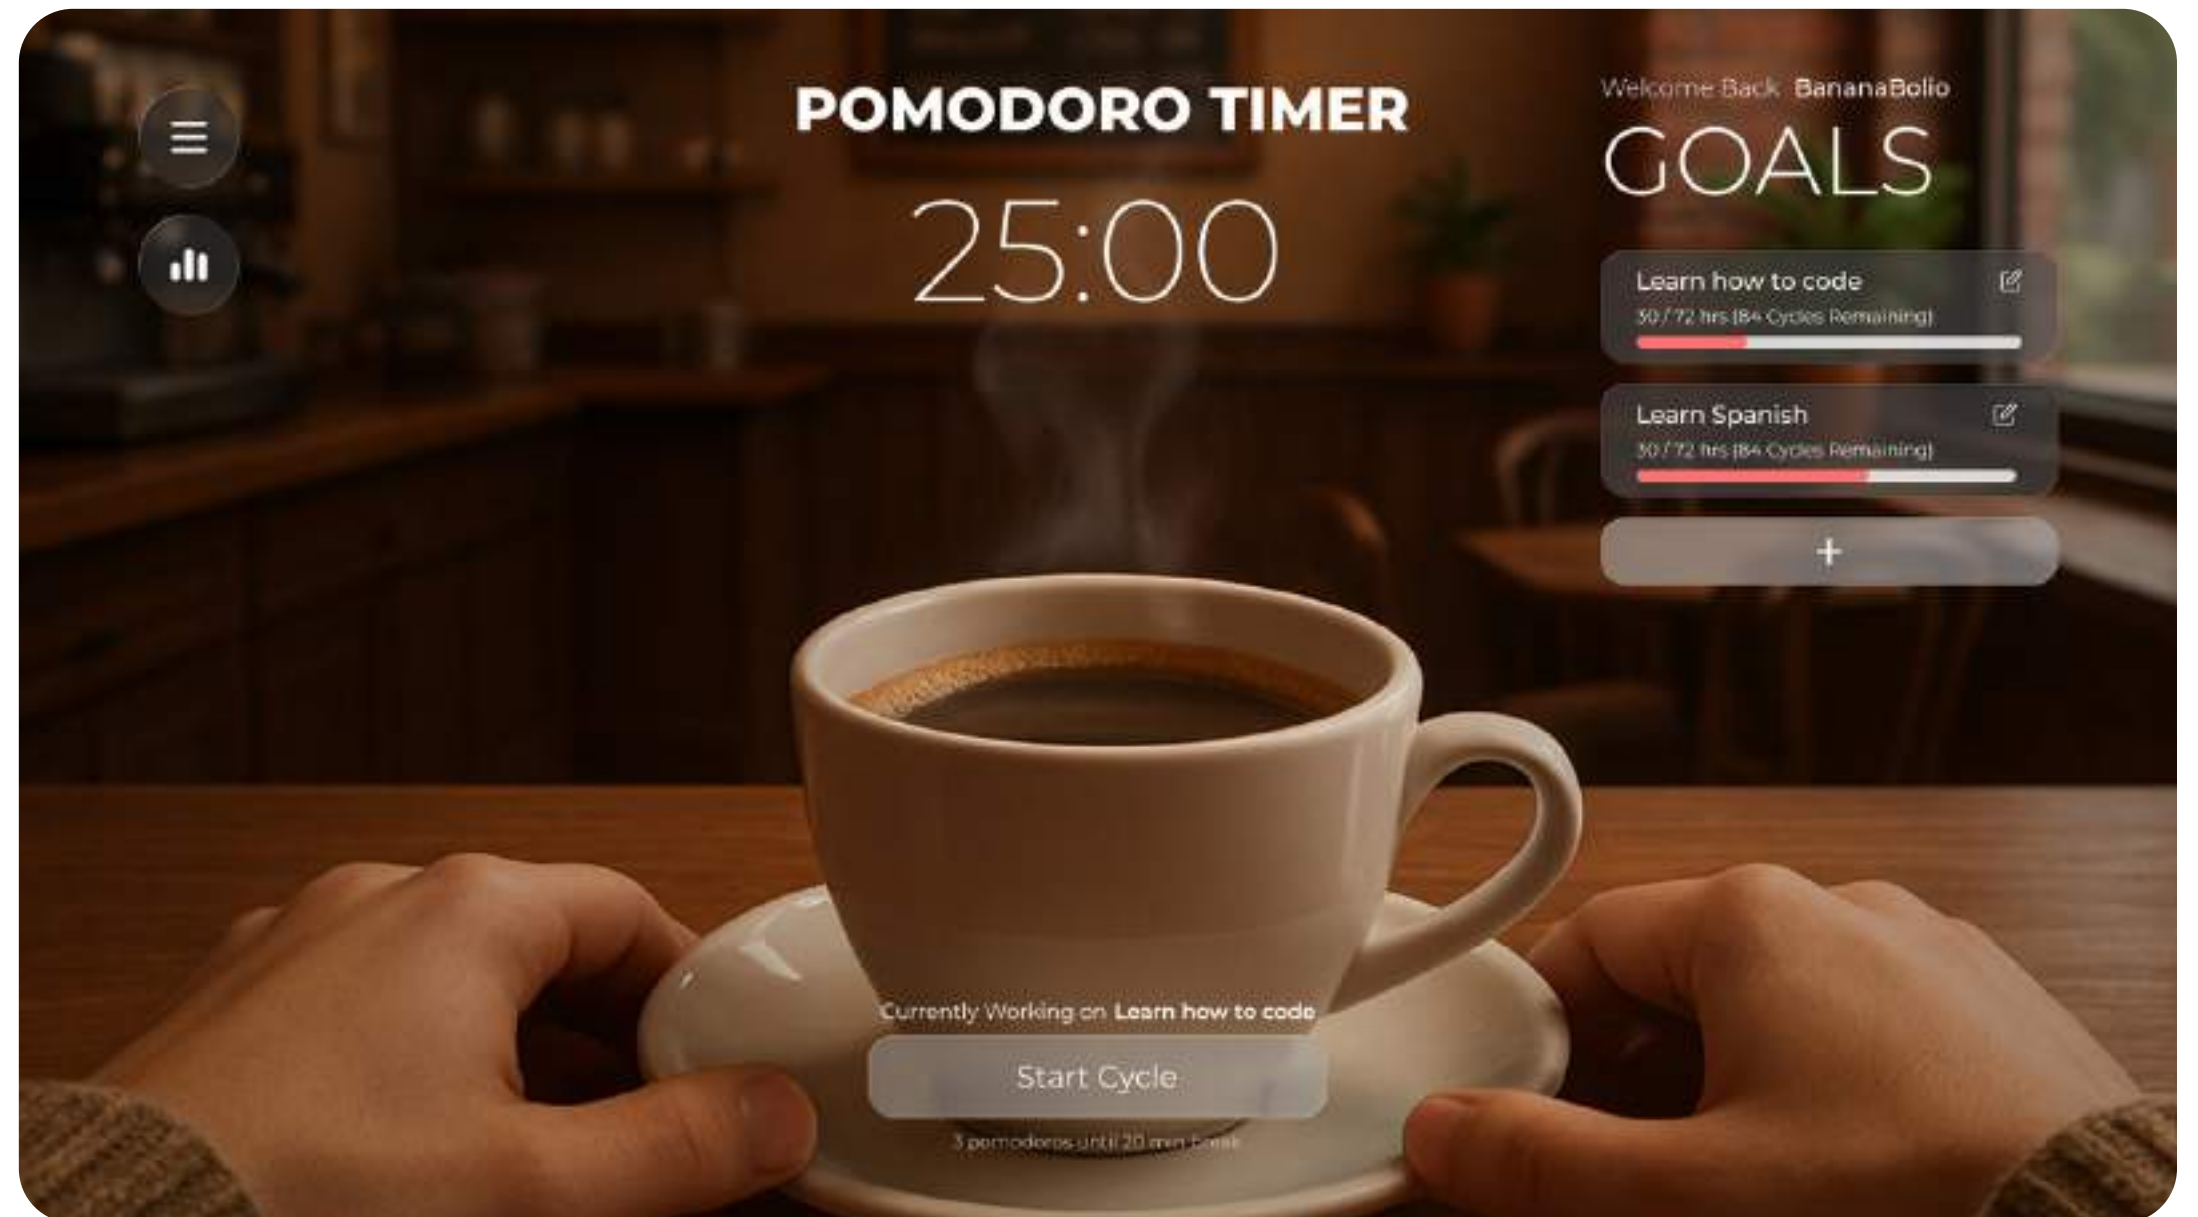 POMODORO TIMER
25:00
Welcome Back BananaBolio
GOALS
Learn how to code
30 / 72 hrs (84 Cycles Remaining)
Learn Spanish
30 / 72 hrs (84 Cycles Remaining)
+
Currently Working on Learn how to code
Start Cycle
3 pomodoros until 20 min break